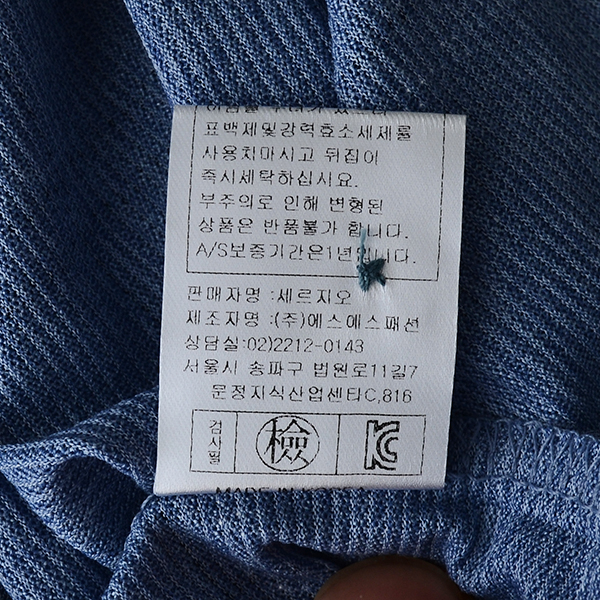 표백제및강력효소세제를
사용치마시고 뒤집어
즉시세탁하십시요.
부주의로 인해 변형된
상품은 반품불가 합니다.
A/S보증기간은1년입니다.
판매자명 : 세르지오
제조자명 : (주)에스에스패션
상담실:02)2212-0143
서울시 송파구 법원로11길7
문정지식산업센타C,816
검사필
檢
KC